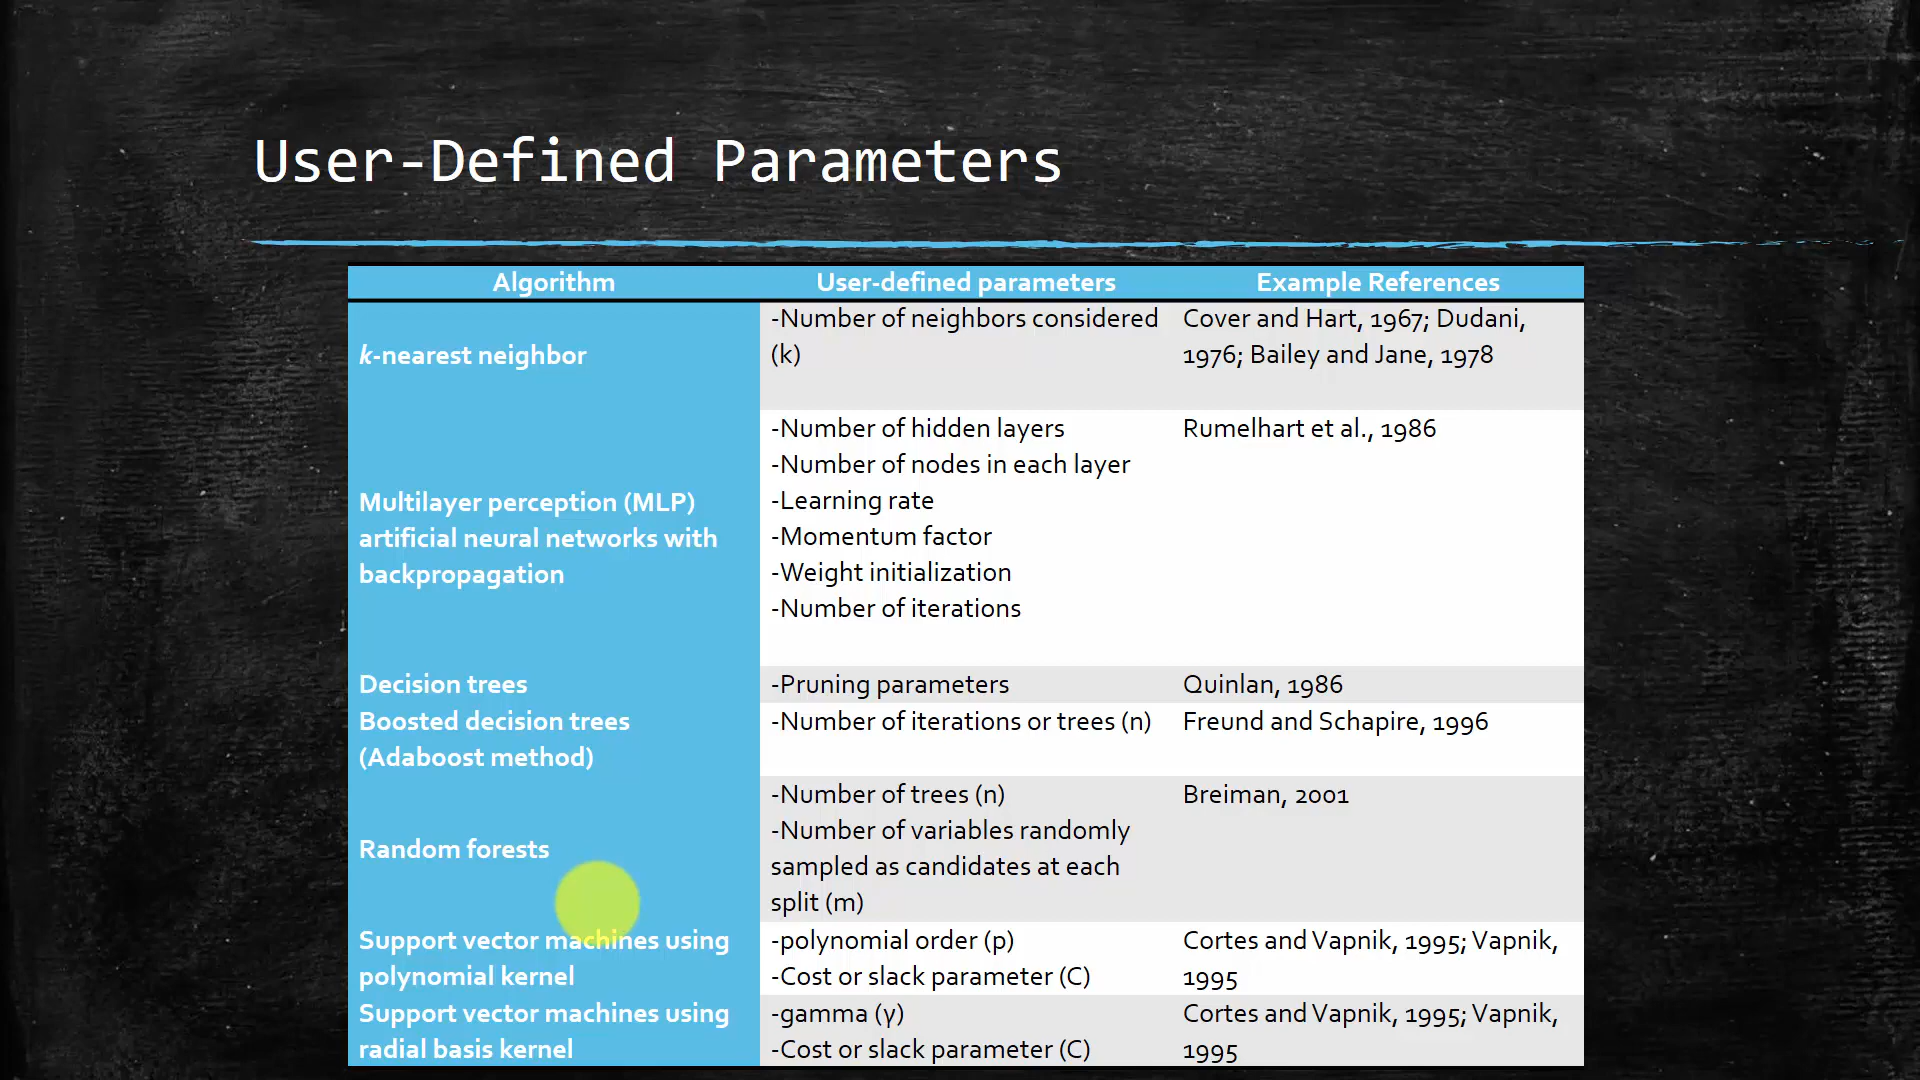 User-Defined Parameters
Algorithm User-defined parameters Example References
k-nearest neighbor
-Number of neighbors considered
(k)
Cover and Hart, 1967; Dudani,
1976; Bailey and Jane, 1978
Multilayer perception (MLP)
artificial neural networks with
backpropagation
-Number of hidden layers
-Number of nodes in each layer
-Learning rate
-Momentum factor
-Weight initialization
-Number of iterations
Rumelhart et al., 1986
Decision trees
-Pruning parameters
Quinlan, 1986
Boosted decision trees
(Adaboost method)
-Number of iterations or trees (n)
Freund and Schapire, 1996
Random forests
-Number of trees (n)
-Number of variables randomly
sampled as candidates at each
split (m)
Breiman, 2001
Support vector machines using
polynomial kernel
-polynomial order (p)
-Cost or slack parameter (C)
Cortes and Vapnik, 1995; Vapnik,
1995
Support vector machines using
radial basis kernel
-gamma (γ)
-Cost or slack parameter (C)
Cortes and Vapnik, 1995; Vapnik,
1995